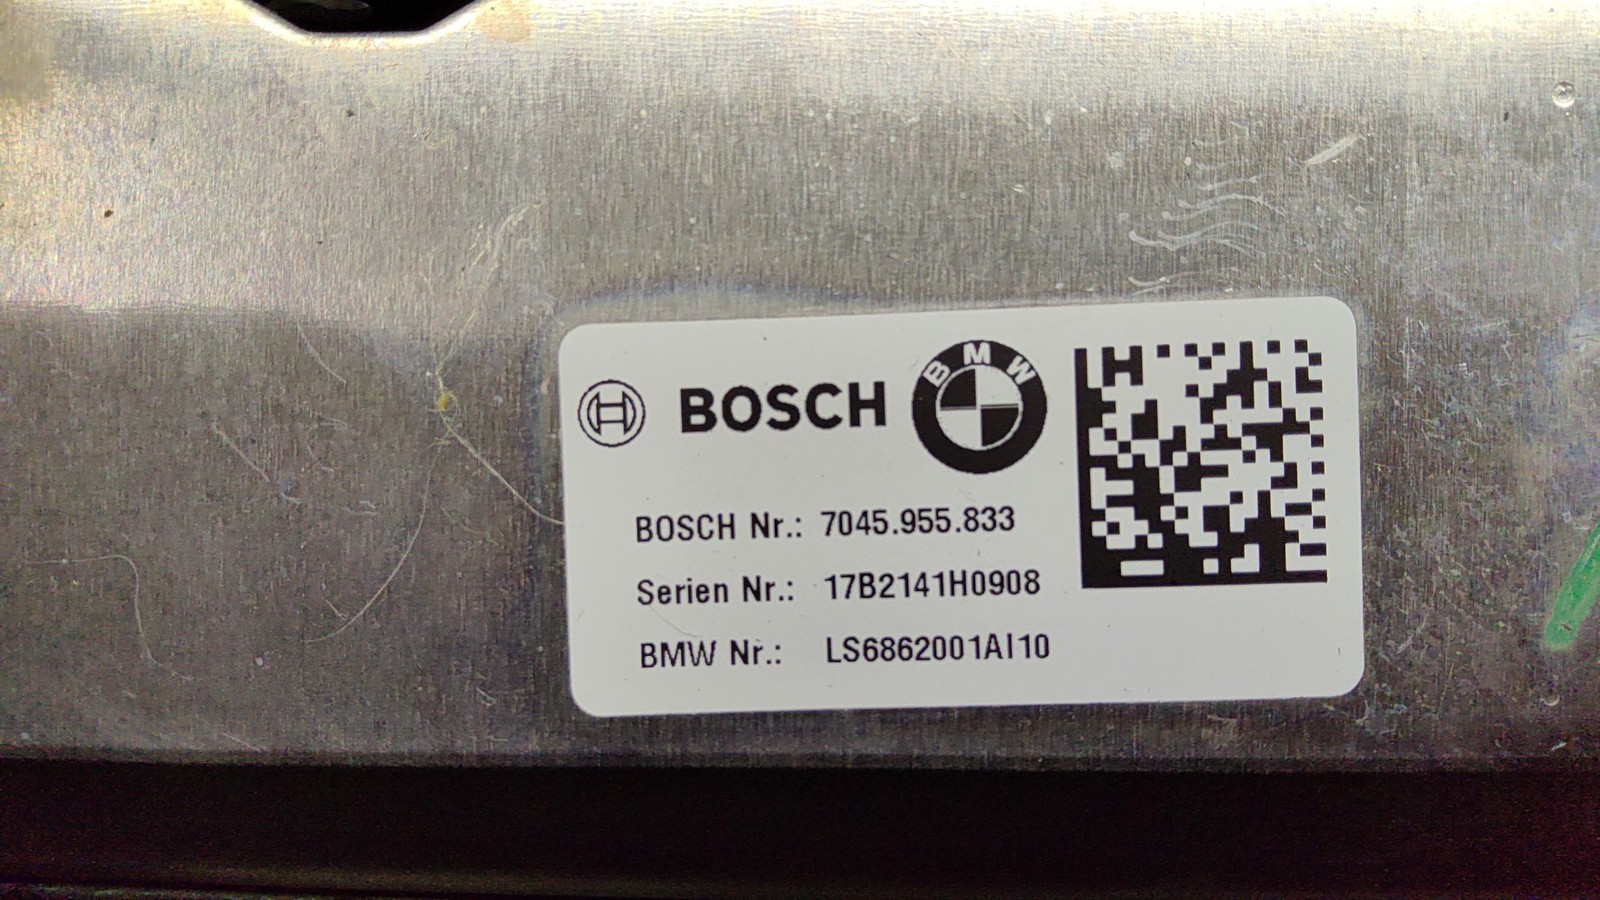 BOSCH
BMW
BOSCH Nr.: 7045.955.833
Serien Nr.: 17B2141H0908
BMW Nr.: LS6862001AI10